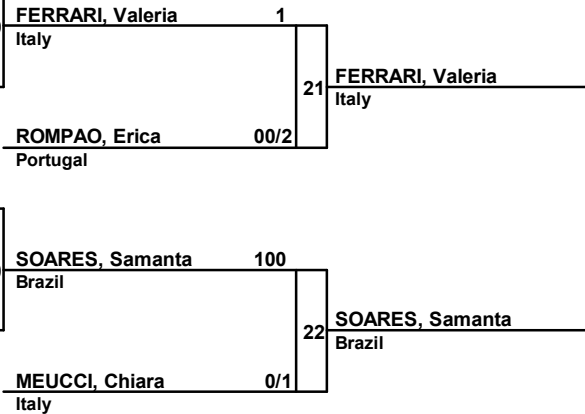 FERRARI, Valeria 1
Italy
21
FERRARI, Valeria
Italy
ROMPAO, Erica 00/2
Portugal
SOARES, Samanta 100
Brazil
22
SOARES, Samanta
Brazil
MEUCCI, Chiara 0/1
Italy